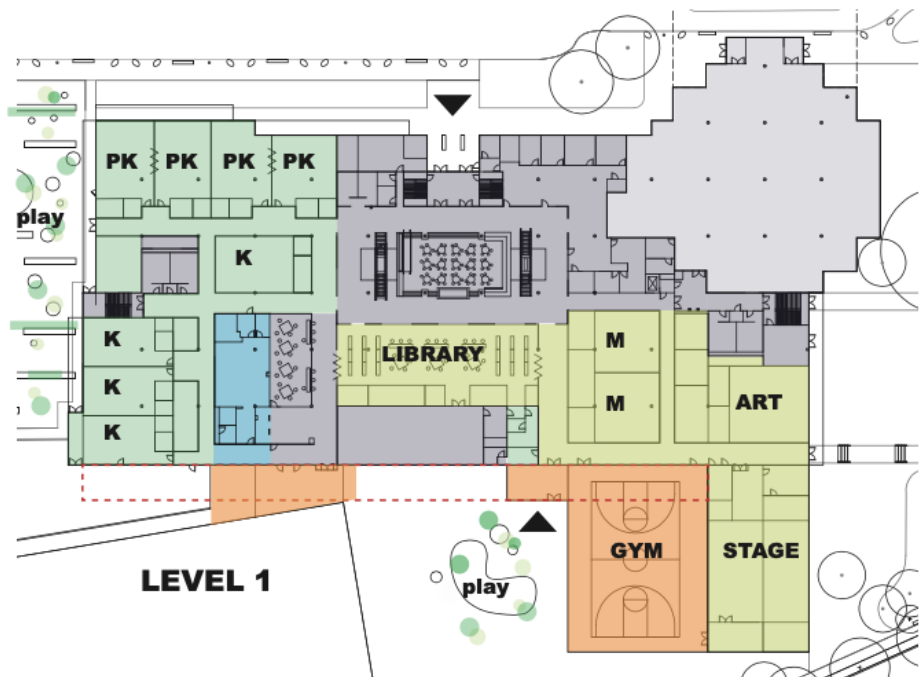 PK PK PK PK
play
K
K
LIBRARY
M
K
M
ART
K
GYM
STAGE
LEVEL 1
play